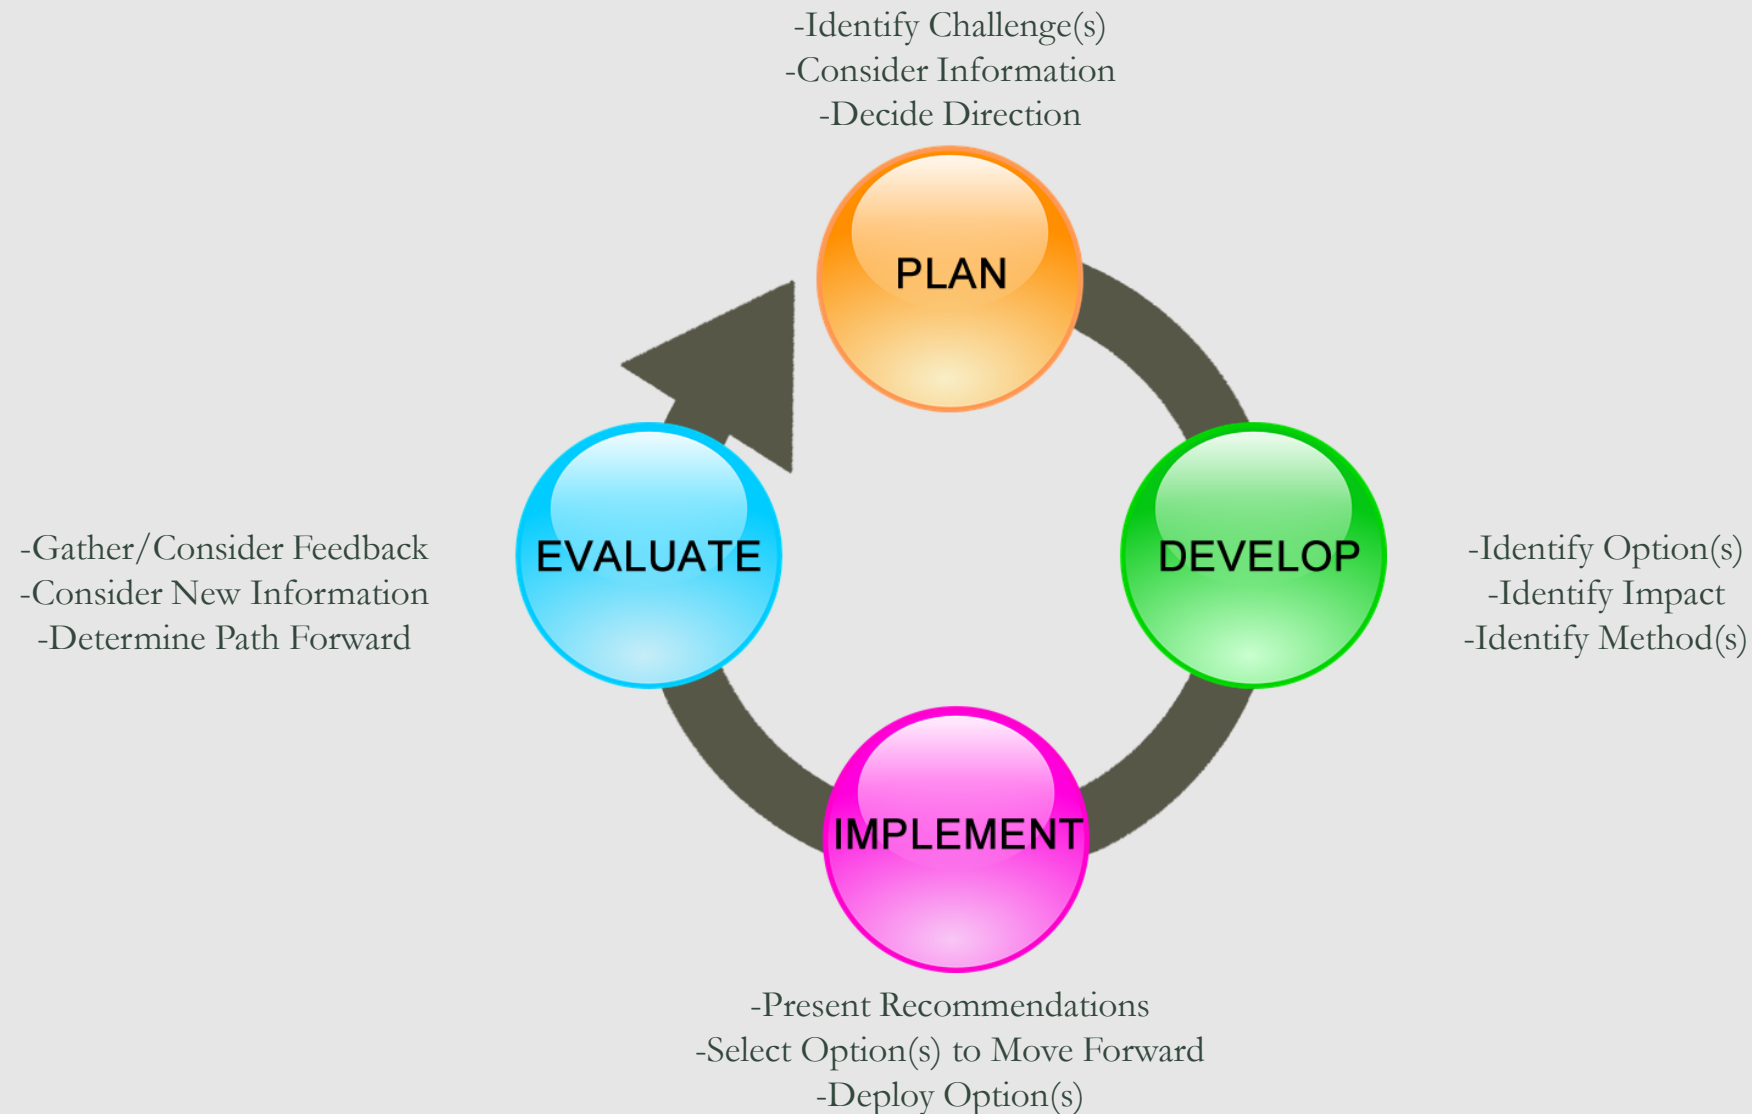 -Identify Challenge(s)
-Consider Information
-Decide Direction
PLAN
EVALUATE
-Gather/Consider Feedback
-Consider New Information
-Determine Path Forward
DEVELOP
-Identify Option(s)
-Identify Impact
-Identify Method(s)
IMPLEMENT
-Present Recommendations
-Select Option(s) to Move Forward
-Deploy Option(s)